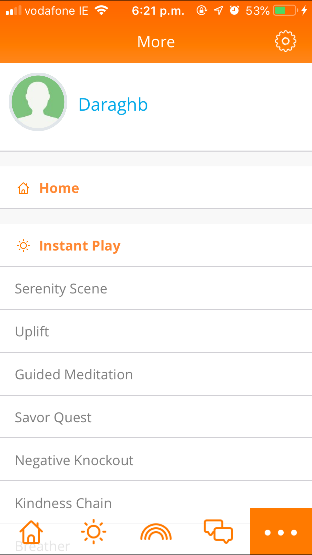 vodafone IE 6:21 p.m. 53%
More
Daraghb
Home
Instant Play
Serenity Scene
Uplift
Guided Meditation
Savor Quest
Negative Knockout
Kindness Chain
Breather